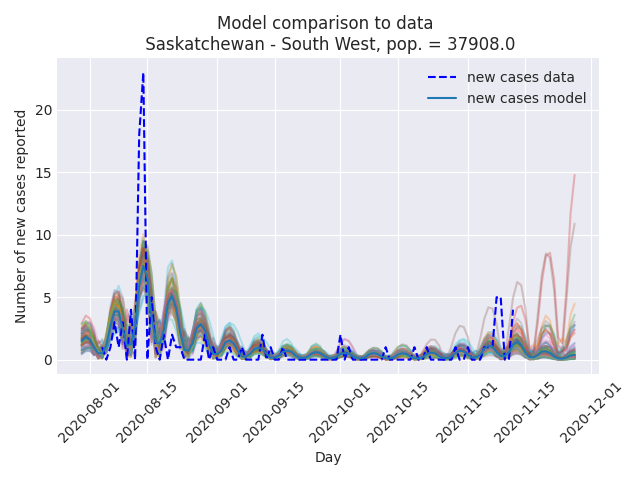 Model comparison to data
Saskatchewan - South West, pop. = 37908.0
new cases data
new cases model
Number of new cases reported
20
15
10
5
0
2020-08-01
2020-08-15
2020-09-01
2020-09-15
2020-10-01
2020-10-15
2020-11-01
2020-11-15
2020-12-01
Day